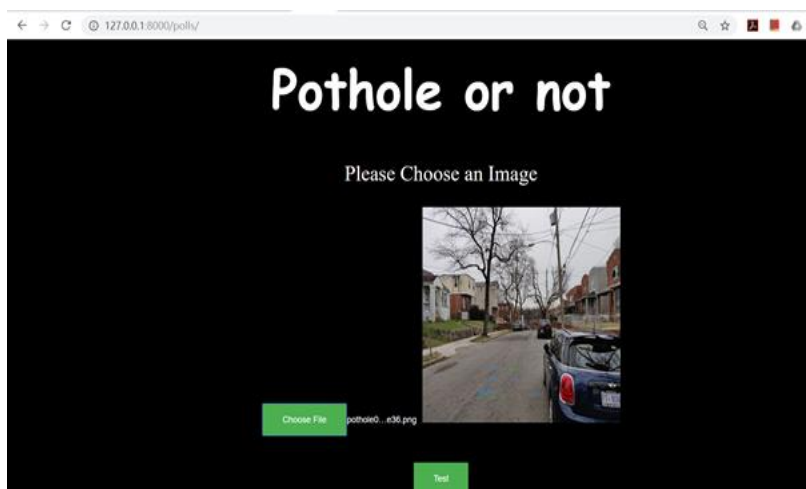 127.0.0.1:8000/polls/
Pothole or not
Please Choose an Image
Choose File pothole0...e36.png
Test